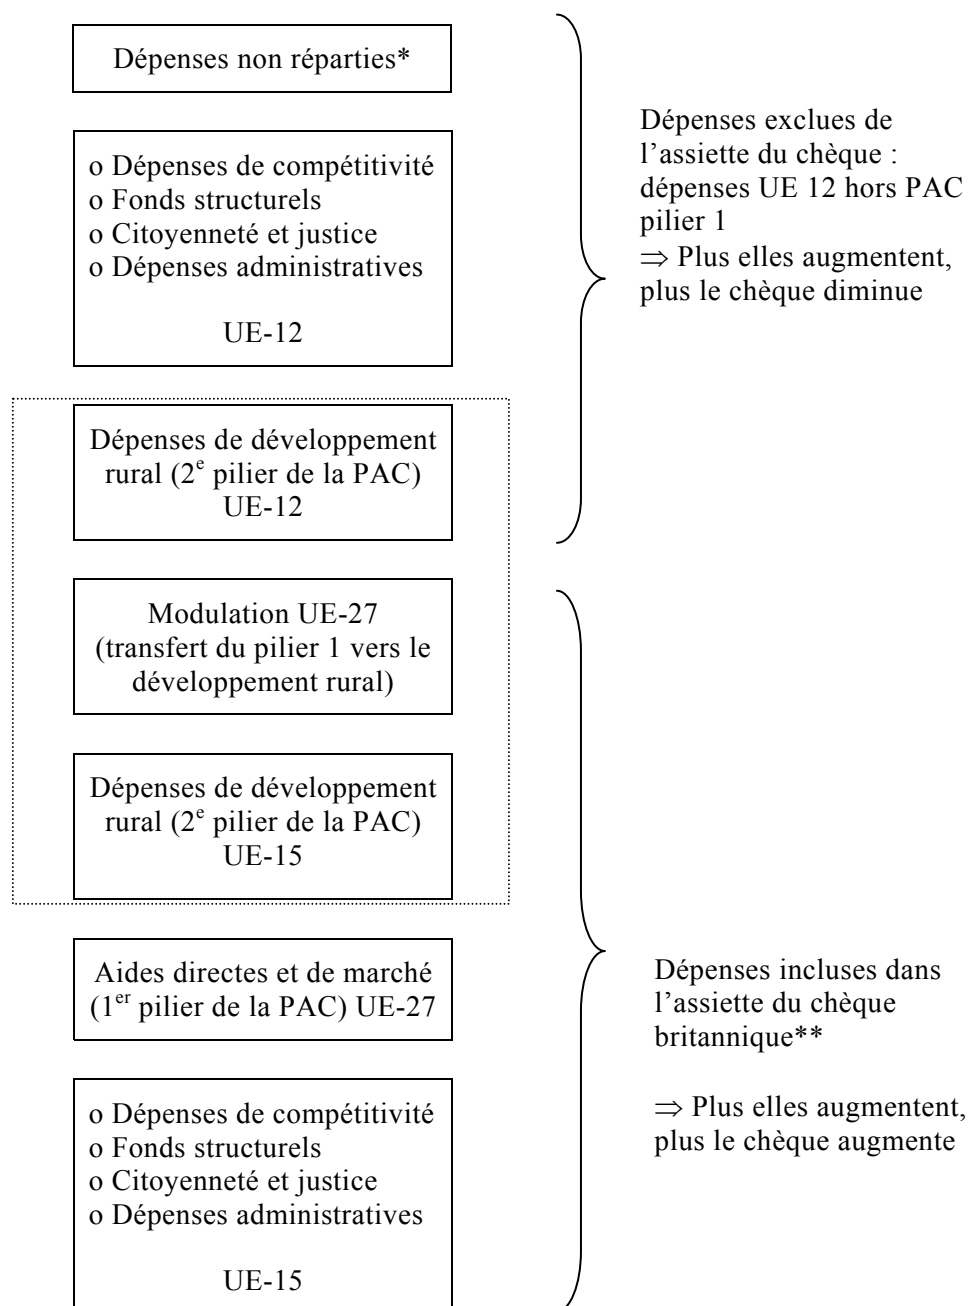 Dépenses non réparties*
o Dépenses de compétitivité
o Fonds structurels
o Citoyenneté et justice
o Dépenses administratives
UE-12
Dépenses exclues de
l’assiette du chèque :
dépenses UE 12 hors PAC
pilier 1
⇒ Plus elles augmentent,
plus le chèque diminue
Dépenses de développement
rural (2e pilier de la PAC)
UE-12
Modulation UE-27
(transfert du pilier 1 vers le
développement rural)
Dépenses de développement
rural (2e pilier de la PAC)
UE-15
Aides directes et de marché
(1er pilier de la PAC) UE-27
o Dépenses de compétitivité
o Fonds structurels
o Citoyenneté et justice
o Dépenses administratives
UE-15
Dépenses incluses dans
l’assiette du chèque
britannique**
⇒ Plus elles augmentent,
plus le chèque augmente